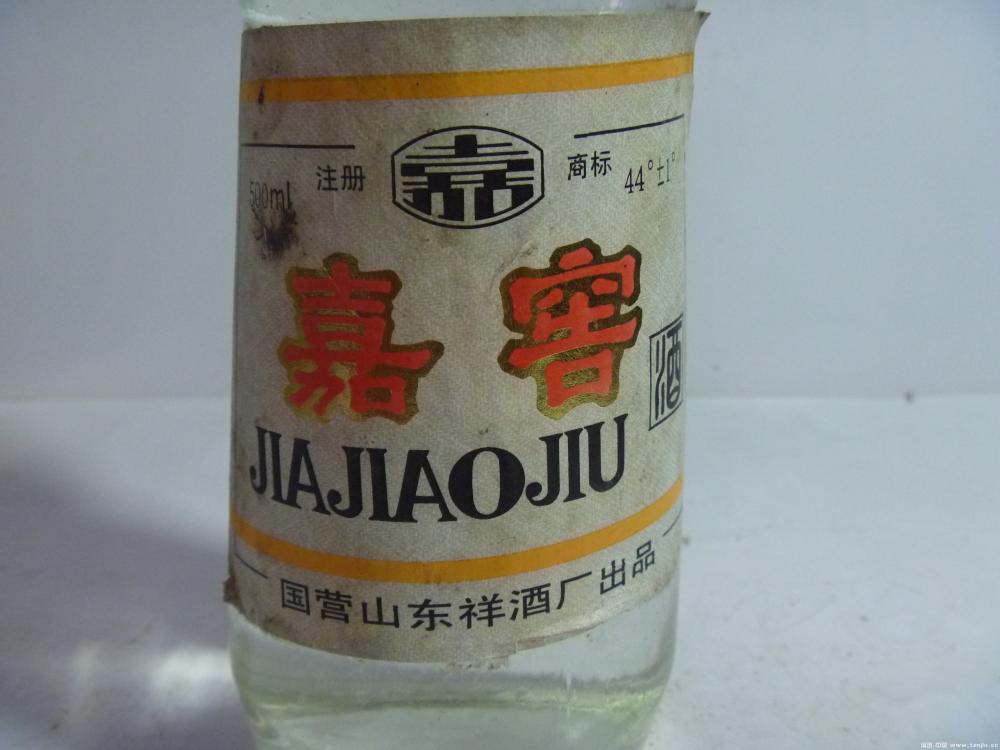 注册 商标
500ml 44°±1°
嘉窖
酒
JIAJIAOJIU
国营山东祥酒厂出品